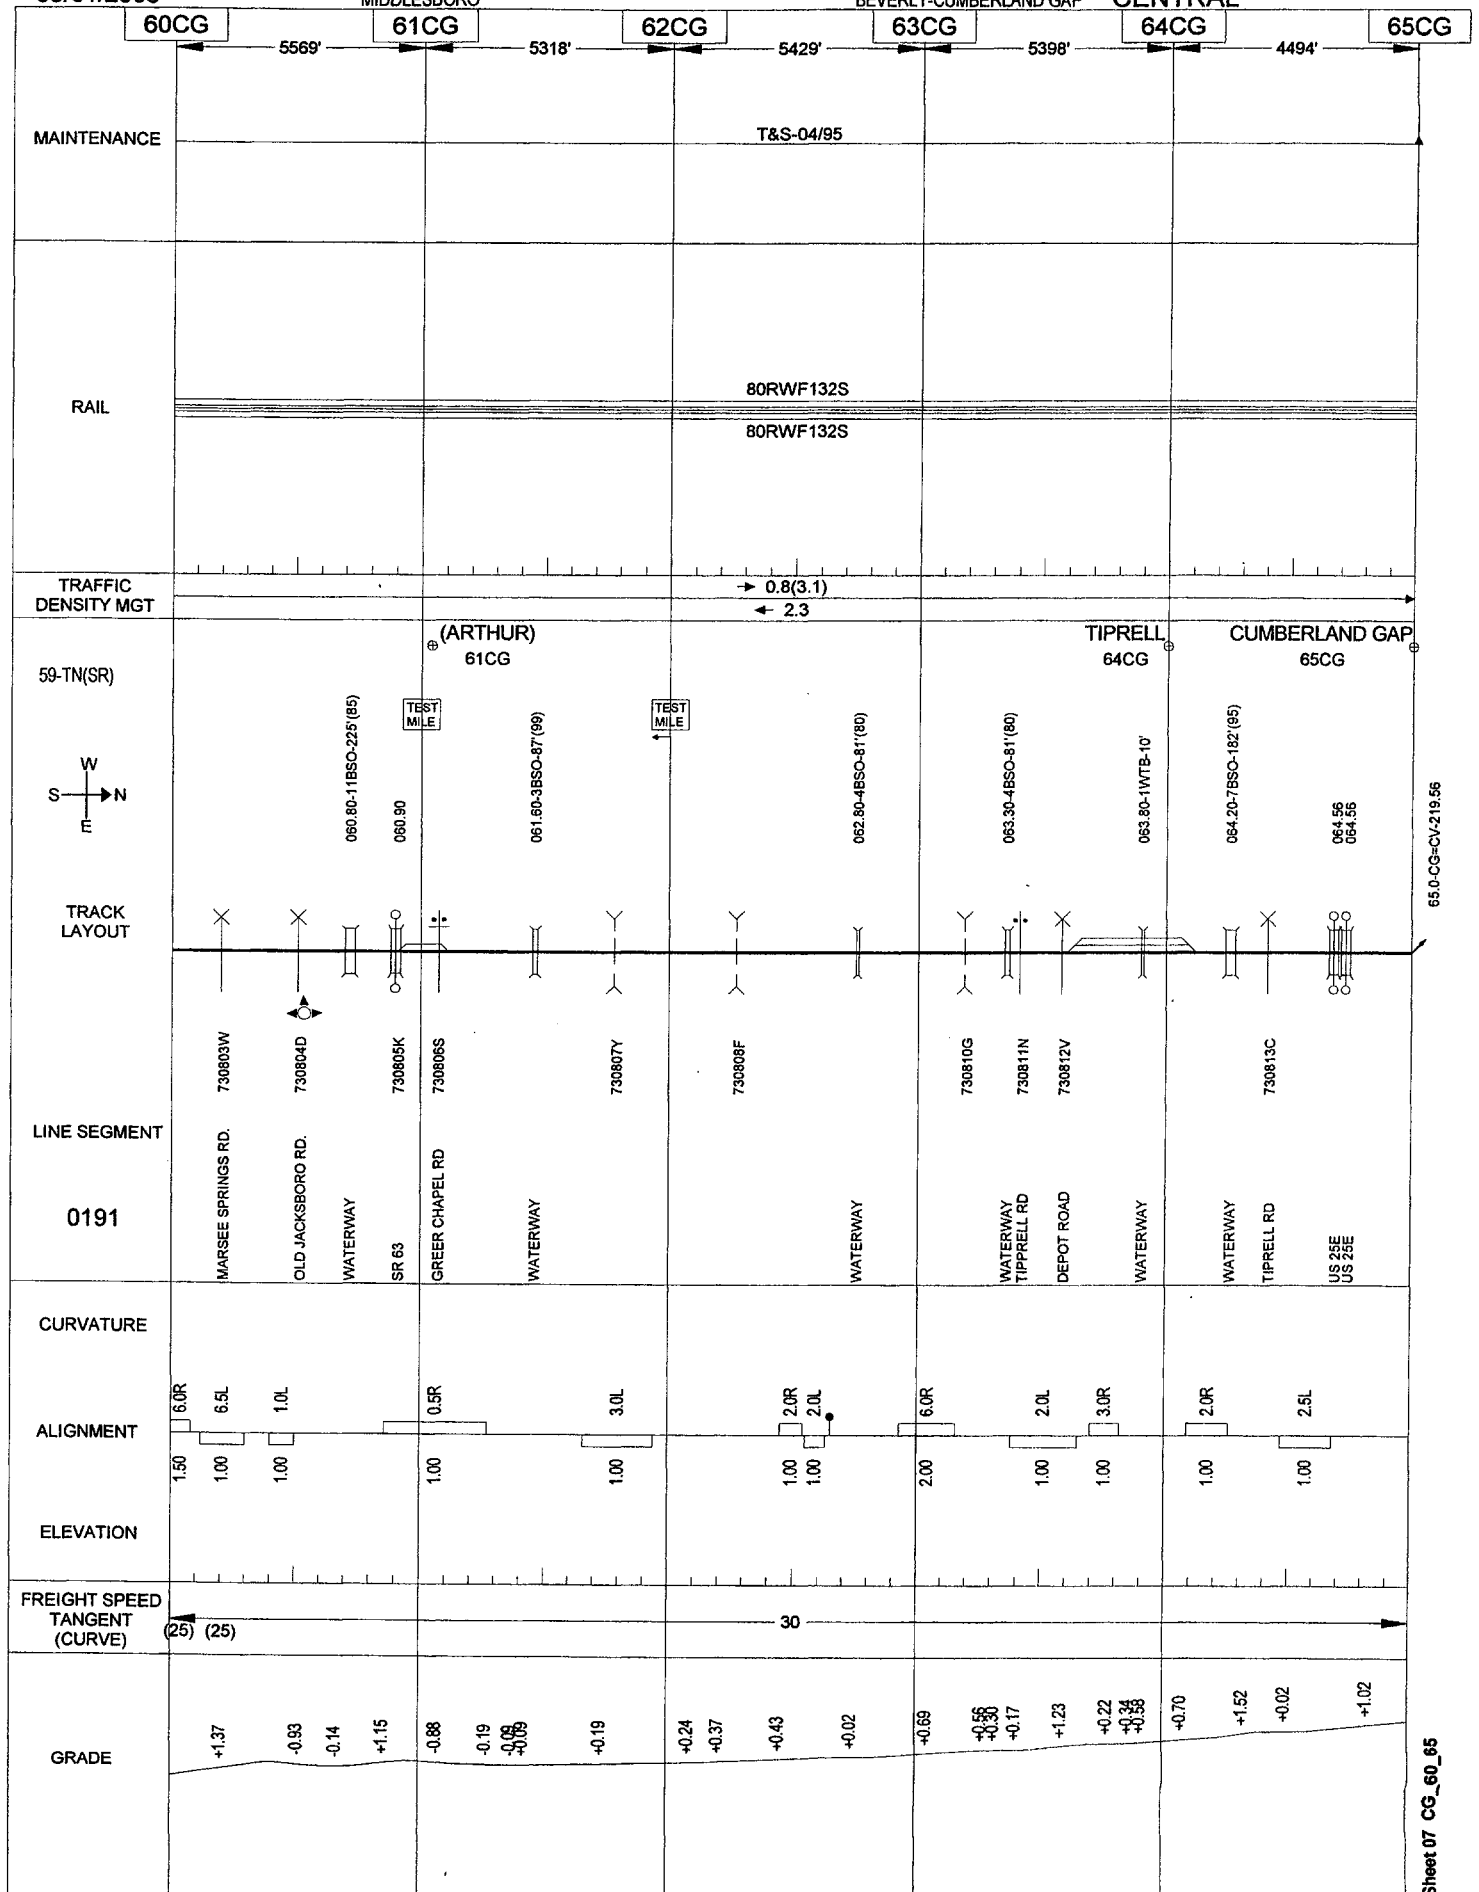 MIDDLESBORO
BEVERLY-CUMBERLAND GAP CENTRAL
60CG 61CG 62CG 63CG 64CG 65CG
5569' 5318' 5429' 5398' 4494'
MAINTENANCE
T&S-04/95
RAIL
80RWF132S
80RWF132S
TRAFFIC
DENSITY MGT
0.8(3.1)
2.3
(ARTHUR)
61CG
TIPRELL
64CG
CUMBERLAND GAP
65CG
59-TN(SR)
TEST
MILE
TEST
MILE
W
S N
E
060.80-11BSO-225'(85)
060.90
061.60-3BSO-87'(99)
062.80-4BSO-81'(80)
063.30-4BSO-81'(80)
063.80-1WTB-10'
064.20-7BSO-182'(95)
064.56
064.56
65.0-CG=CV-219.56
TRACK
LAYOUT
730803W
730804D
730805K
730806S
730807Y
730808F
730810G
730811N
730812V
730813C
LINE SEGMENT
0191
MARSEE SPRINGS RD.
OLD JACKSBORO RD.
WATERWAY
SR 63
GREER CHAPEL RD
WATERWAY
WATERWAY
WATERWAY
TIPPRELL RD
DEPOT ROAD
WATERWAY
WATERWAY
TIPRELL RD
US 25E
US 25E
CURVATURE
6.0R 6.5L 1.0L 0.5R 3.0L 2.0R 2.0L 6.0R 2.0L 3.0R 2.0R 2.5L
ALIGNMENT
1.50 1.00 1.00 1.00 1.00 1.00 1.00 2.00 1.00 1.00 1.00 1.00
ELEVATION
FREIGHT SPEED
TANGENT
(CURVE)
(25) (25)
30
GRADE
+1.37 -0.93 -0.14 +1.15 -0.88 -0.19 -0.09 +0.09 +0.19 +0.24 +0.37 +0.43 +0.02 +0.69 +0.56 +0.30 +0.17 +1.23 +0.22 +0.34 +0.58 +0.70 +1.52 +0.02 +1.02
Sheet 07 CG_60_65